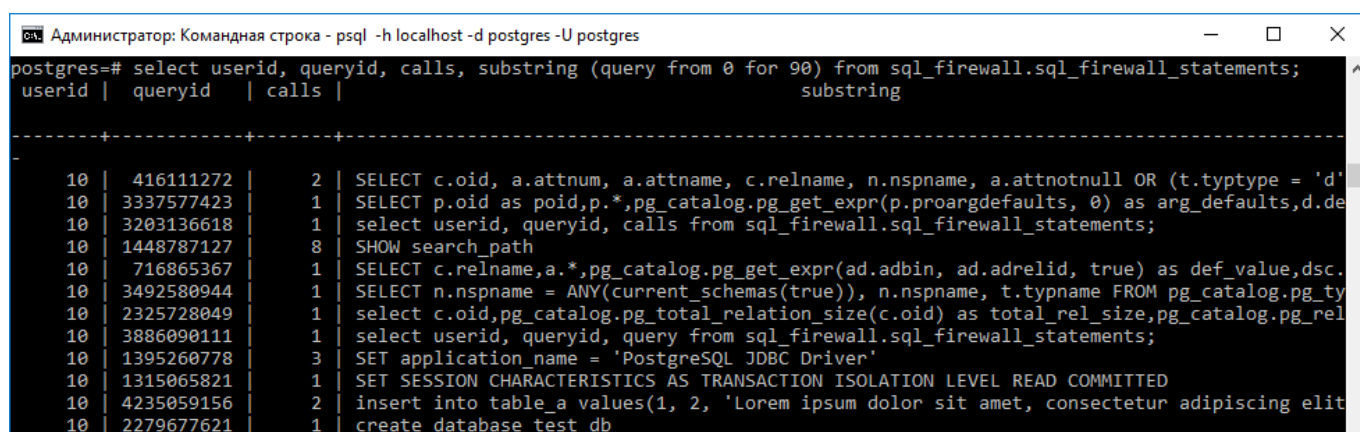 Администратор: Командная строка - psql -h localhost -d postgres -U postgres
postgres=# select userid, queryid, calls, substring (query from 0 for 90) from sql_firewall.sql_firewall_statements;
userid | queryid | calls | substring
--------+------------+-------+----------------------------------------------------------------------------------------------------
-
10 | 416111272 | 2 | SELECT c.oid, a.attnum, a.attname, c.relname, n.nspname, a.attnotnull OR (t.typtype = 'd'
10 | 3337577423 | 1 | SELECT p.oid as poid,p.*,pg_catalog.pg_get_expr(p.proargdefaults, 0) as arg_defaults,d.de
10 | 3203136618 | 1 | select userid, queryid, calls from sql_firewall.sql_firewall_statements;
10 | 1448787127 | 8 | SHOW search_path
10 | 716865367 | 1 | SELECT c.relname,a.*,pg_catalog.pg_get_expr(ad.adbin, ad.adrelid, true) as def_value,dsc.
10 | 3492580944 | 1 | SELECT n.nspname = ANY(current_schemas(true)), n.nspname, t.typname FROM pg_catalog.pg_ty
10 | 2325728049 | 1 | select c.oid,pg_catalog.pg_total_relation_size(c.oid) as total_rel_size,pg_catalog.pg_rel
10 | 3886090111 | 1 | select userid, queryid, query from sql_firewall.sql_firewall_statements;
10 | 1395260778 | 3 | SET application_name = 'PostgreSQL JDBC Driver'
10 | 1315065821 | 1 | SET SESSION CHARACTERISTICS AS TRANSACTION ISOLATION LEVEL READ COMMITTED
10 | 4235059156 | 2 | insert into table_a values(1, 2, 'Lorem ipsum dolor sit amet, consectetur adipiscing elit
10 | 2279677621 | 1 | create database test_db